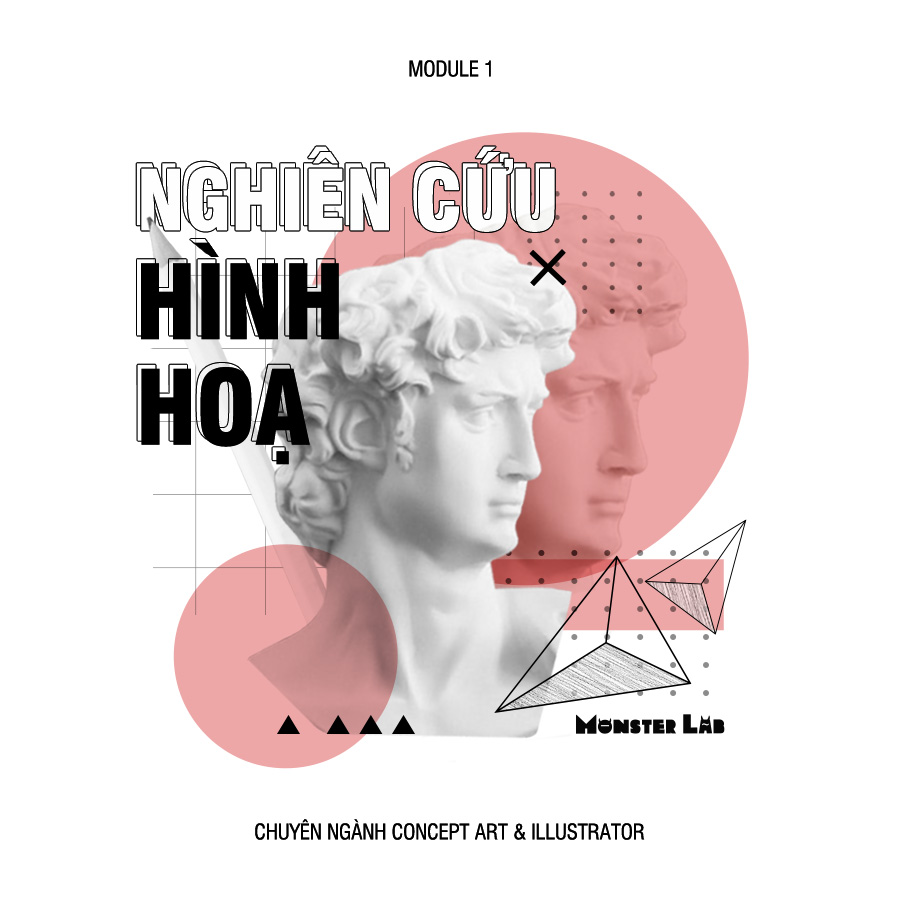 MODULE 1
NGHIÊN CỨU
HÌNH
HOẠ
MONSTER LAB
CHUYÊN NGÀNH CONCEPT ART & ILLUSTRATOR